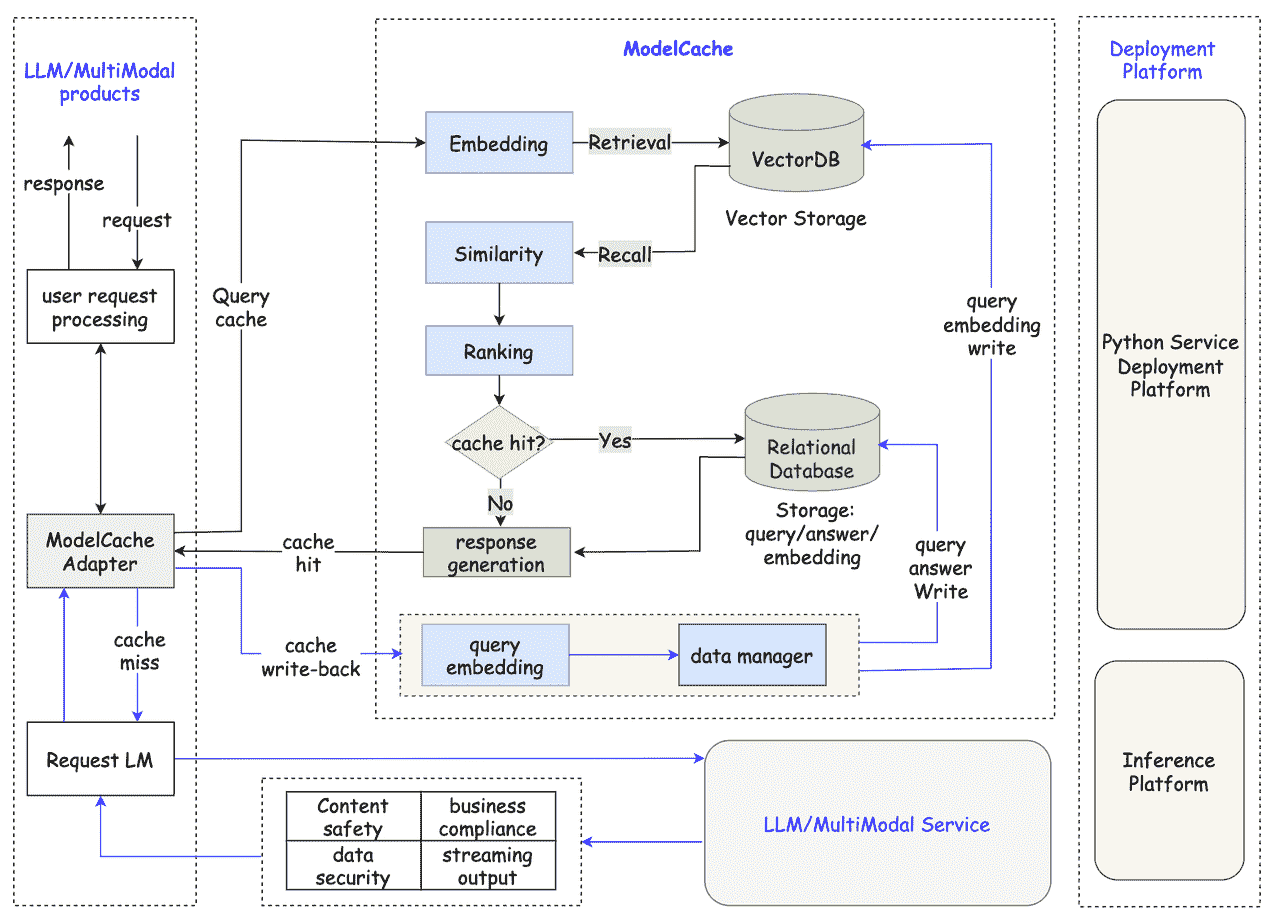 LLM/MultiModal
products
response
request
user request
processing
ModelCache
Adapter
cache
miss
Request LM
Query
cache
cache
hit
cache
write-back
ModelCache
Embedding
Retrieval
VectorDB
Vector Storage
Similarity
Recall
Ranking
cache hit?
Yes
No
Relational
Database
Storage:
query/answer/
embedding
response
generation
query
embedding
data manager
query
embedding
write
query
answer
Write
Content
safety
business
compliance
data
security
streaming
output
LLM/MultiModal Service
Deployment
Platform
Python Service
Deployment
Platform
Inference
Platform